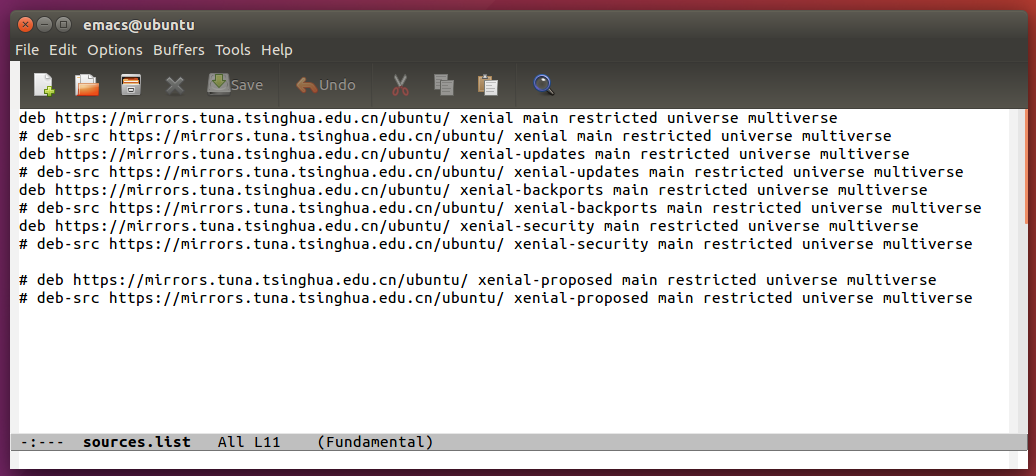 emacs@ubuntu
File Edit Options Buffers Tools Help
Save Undo
deb https://mirrors.tuna.tsinghua.edu.cn/ubuntu/ xenial main restricted universe multiverse
# deb-src https://mirrors.tuna.tsinghua.edu.cn/ubuntu/ xenial main restricted universe multiverse
deb https://mirrors.tuna.tsinghua.edu.cn/ubuntu/ xenial-updates main restricted universe multiverse
# deb-src https://mirrors.tuna.tsinghua.edu.cn/ubuntu/ xenial-updates main restricted universe multiverse
deb https://mirrors.tuna.tsinghua.edu.cn/ubuntu/ xenial-backports main restricted universe multiverse
# deb-src https://mirrors.tuna.tsinghua.edu.cn/ubuntu/ xenial-backports main restricted universe multiverse
deb https://mirrors.tuna.tsinghua.edu.cn/ubuntu/ xenial-security main restricted universe multiverse
# deb-src https://mirrors.tuna.tsinghua.edu.cn/ubuntu/ xenial-security main restricted universe multiverse
# deb https://mirrors.tuna.tsinghua.edu.cn/ubuntu/ xenial-proposed main restricted universe multiverse
# deb-src https://mirrors.tuna.tsinghua.edu.cn/ubuntu/ xenial-proposed main restricted universe multiverse
-:--- sources.list All L11 (Fundamental)